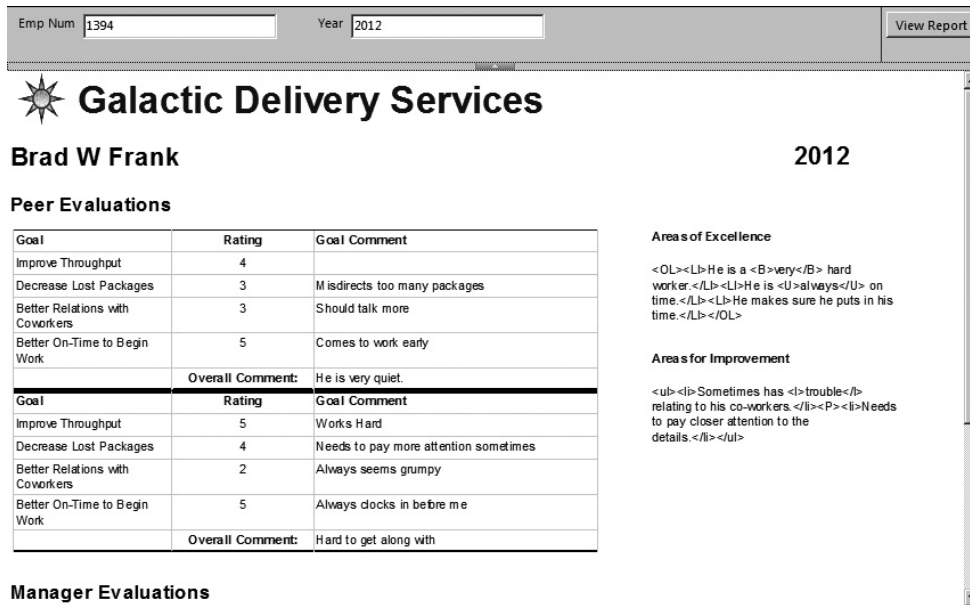 Emp Num 1394 Year 2012 View Report
Galactic Delivery Services
Brad W Frank 2012
Peer Evaluations
Goal Rating Goal Comment
Improve Throughput 4
Decrease Lost Packages 3 Misdirects too many packages
Better Relations with
Coworkers 3 Should talk more
Better On-Time to Begin
Work 5 Comes to work early
Overall Comment: He is very quiet.
Goal Rating Goal Comment
Improve Throughput 5 Works Hard
Decrease Lost Packages 4 Needs to pay more attention sometimes
Better Relations with
Coworkers 2 Always seems grumpy
Better On-Time to Begin
Work 5 Always clocks in before me
Overall Comment: Hard to get along with
Areas of Excellence
<OL><LI>He is a <B>very</B> hard
worker.</LI><LI>He is <U>always</U> on
time.</LI><LI>He makes sure he puts in his
time.</LI></OL>
Areas for Improvement
<ul><li>Sometimes has <I>trouble</I>
relating to his co-workers.</li><P><li>Needs
to pay closer attention to the
details.</li></ul>
Manager Evaluations